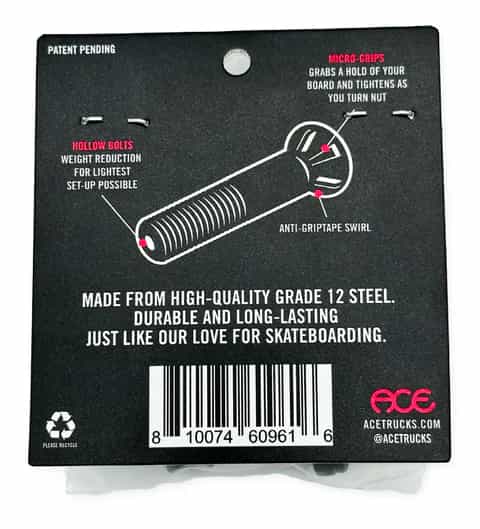 PATENT PENDING
MICRO-GRIPS
GRABS A HOLD OF YOUR
BOARD AND TIGHTENS AS
YOU TURN NUT
HOLLOW BOLTS
WEIGHT REDUCTION
FOR LIGHTEST
SET-UP POSSIBLE
ANTI-GRIPTAPE SWIRL
MADE FROM HIGH-QUALITY GRADE 12 STEEL.
DURABLE AND LONG-LASTING
JUST LIKE OUR LOVE FOR SKATEBOARDING.
8 10074 60961 6
PLEASE RECYCLE
ACE
ACETRUCKS.COM
@ACETRUCKS